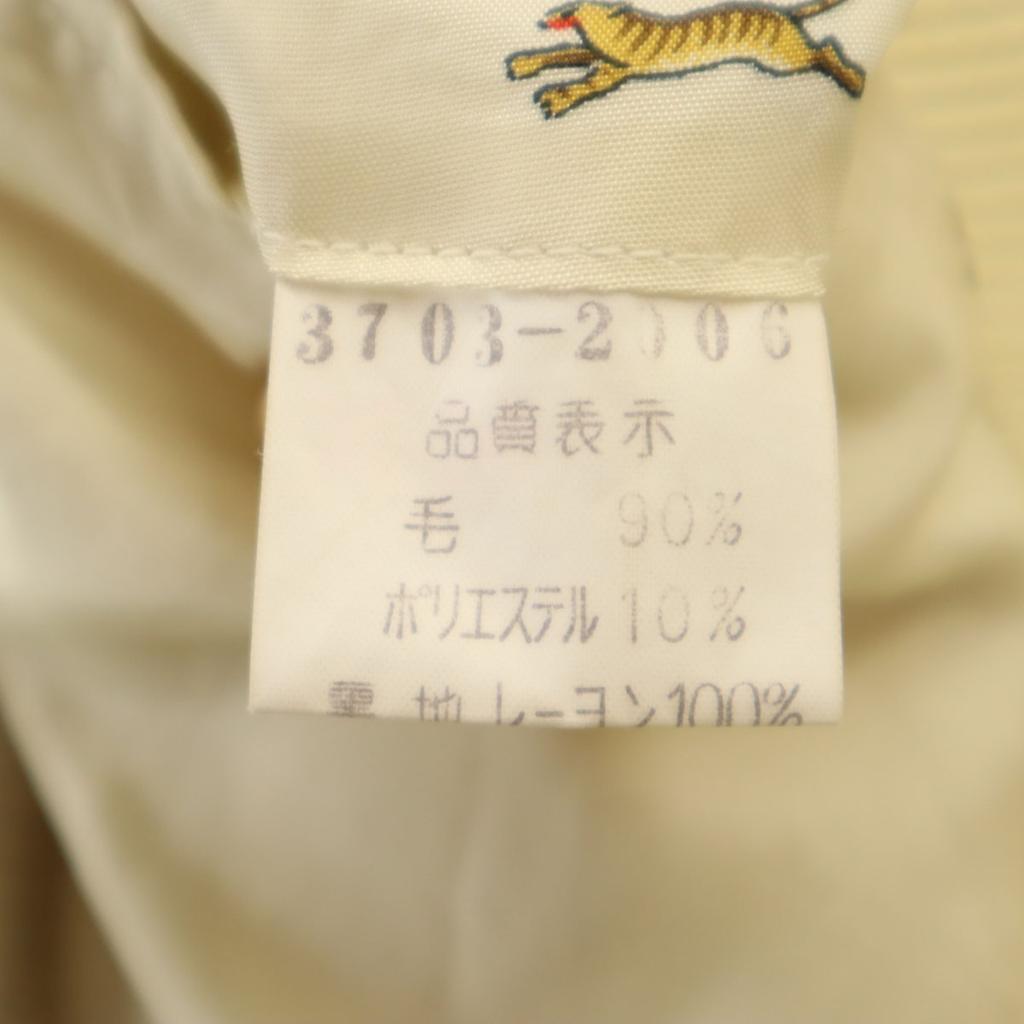 3703-2006
品質表示
毛 90%
ポリエステル 10%
裏 地 レーヨン100%